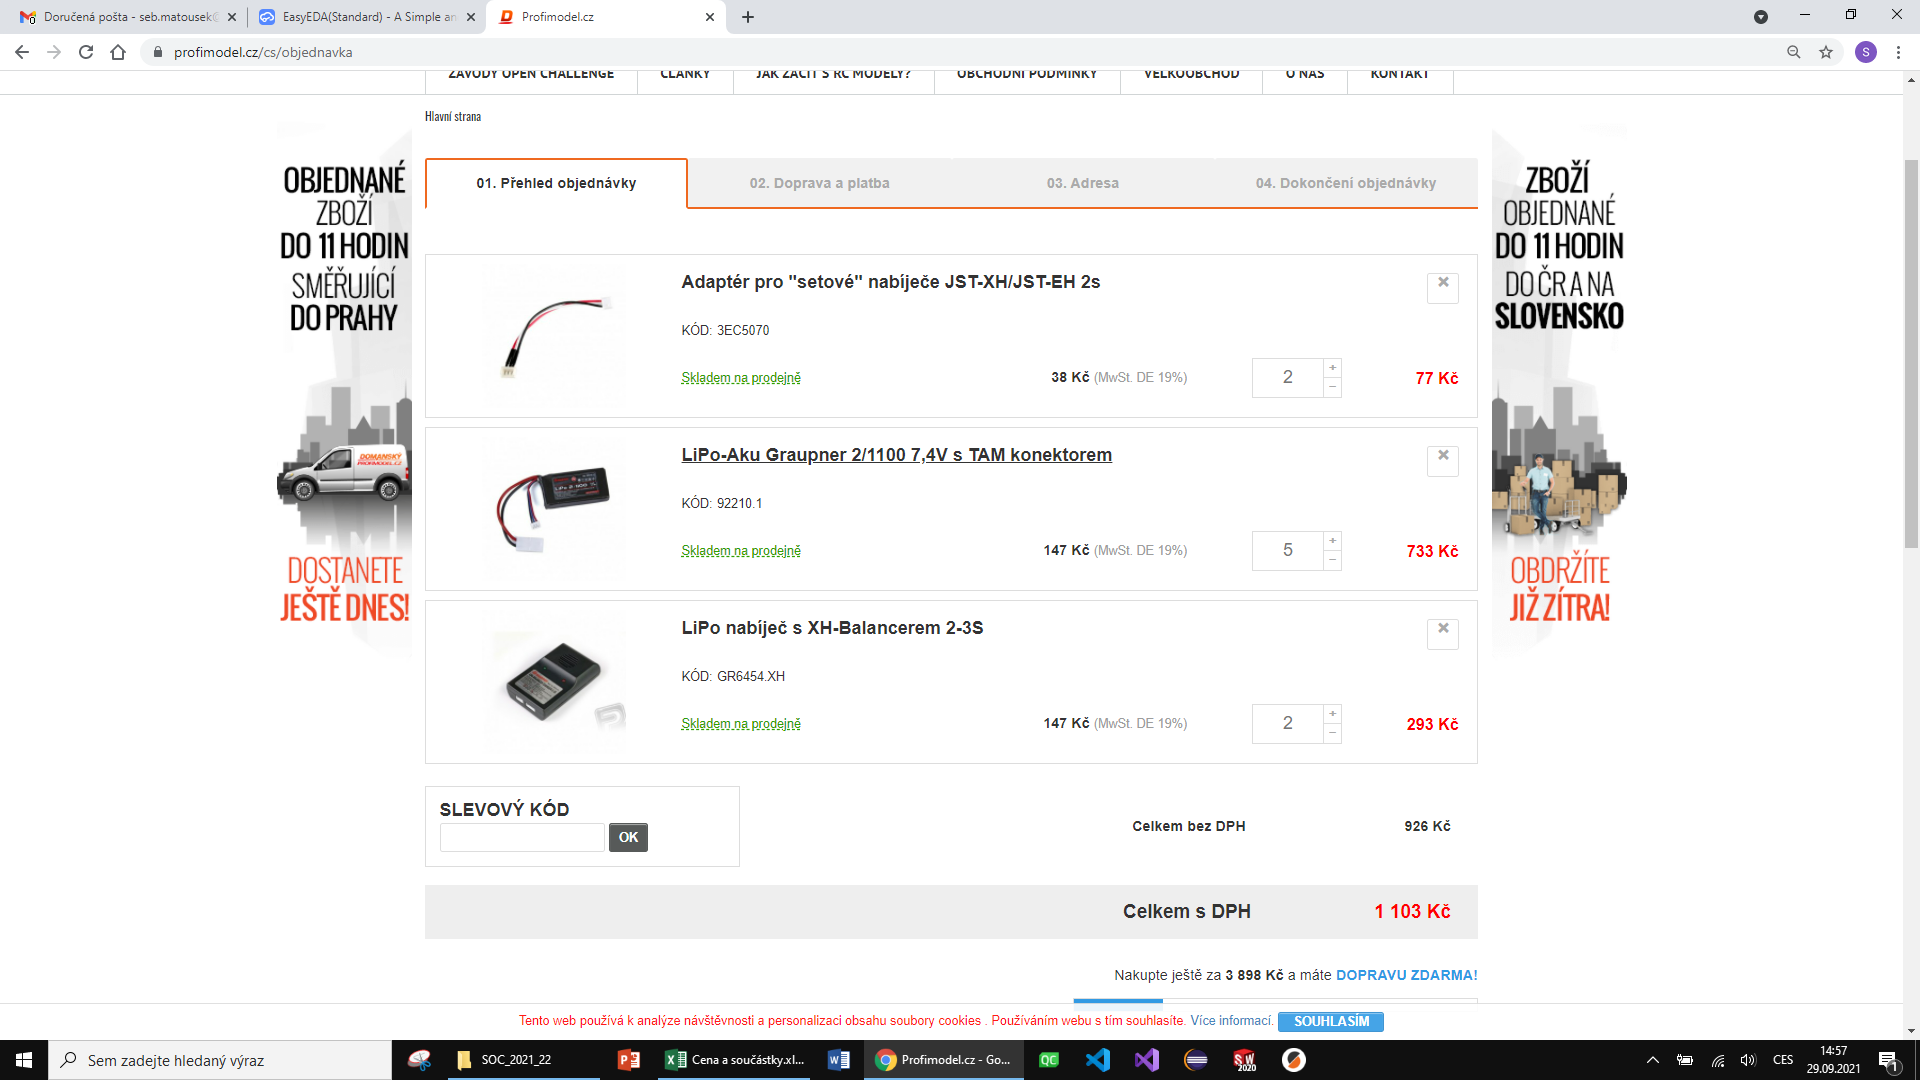 Doručená pošta - seb.matousek@
EasyEDA(Standard) - A Simple an
Profimodel.cz
profimodel.cz/cs/objednavka
S
ZÁVODY OPEN CHALLENGE
ČLÁNKY
JAK ZAČÍT S RC MODELY?
OBCHODNÍ PODMÍNKY
VELKOOBCHOD
O NÁS
KONTAKT
Hlavní strana
OBJEDNANÉ
ZBOŽÍ
DO 11 HODIN
SMĚŘUJÍCÍ
DO PRAHY
DOMANSKÝ
PROFIMODEL.CZ
DOSTANETE
JEŠTĚ DNES!
01. Přehled objednávky
02. Doprava a platba
03. Adresa
04. Dokončení objednávky
Adaptér pro "setové" nabíječe JST-XH/JST-EH 2s
KÓD: 3EC5070
Skladem na prodejně
38 Kč (MwSt. DE 19%)
2
77 Kč
LiPo-Aku Graupner 2/1100 7,4V s TAM konektorem
KÓD: 92210.1
Skladem na prodejně
147 Kč (MwSt. DE 19%)
5
733 Kč
LiPo nabíječ s XH-Balancerem 2-3S
KÓD: GR6454.XH
Skladem na prodejně
147 Kč (MwSt. DE 19%)
2
293 Kč
SLEVOVÝ KÓD
OK
Celkem bez DPH
926 Kč
Celkem s DPH
1 103 Kč
Nakupte ještě za 3 898 Kč a máte DOPRAVU ZDARMA!
ZBOŽÍ
OBJEDNANÉ
DO 11 HODIN
DO ČR A NA
SLOVENSKO
OBDRŽÍTE
JIŽ ZÍTRA!
Tento web používá k analýze návštěvnosti a personalizaci obsahu soubory cookies . Používáním webu s tím souhlasíte. Více informací.
SOUHLASÍM
Sem zadejte hledaný výraz
SOC_2021_22
Cena a součástky.xl...
Profimodel.cz - Go...
QC
SW
2020
CES
14:57
29.09.2021
1